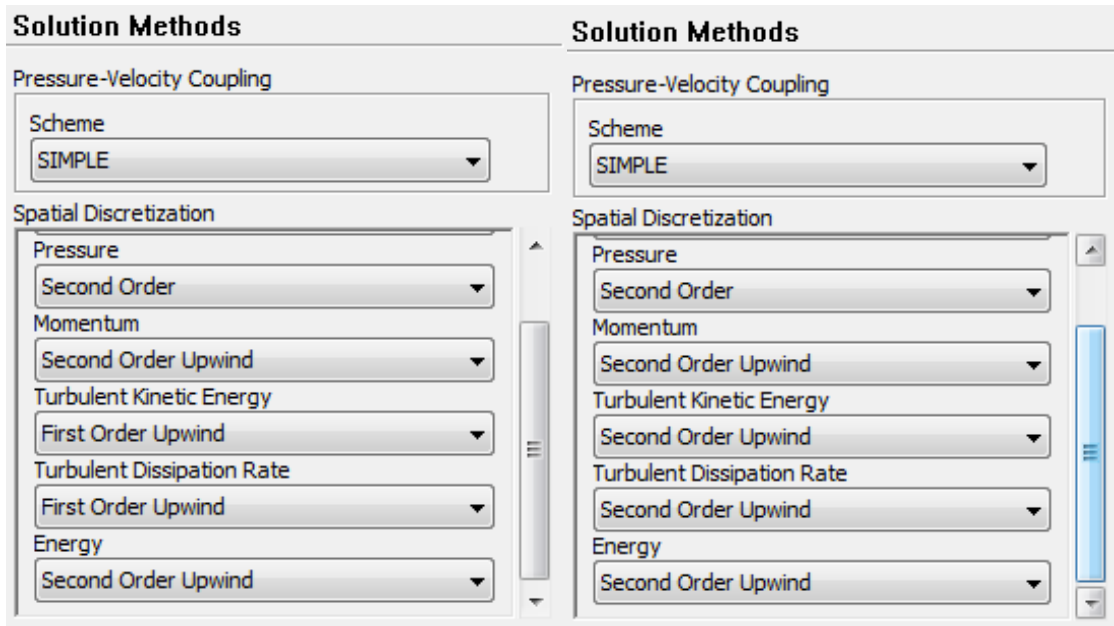 Solution Methods
Pressure-Velocity Coupling
Scheme
SIMPLE
Spatial Discretization
Pressure
Second Order
Momentum
Second Order Upwind
Turbulent Kinetic Energy
First Order Upwind
Turbulent Dissipation Rate
First Order Upwind
Energy
Second Order Upwind
Solution Methods
Pressure-Velocity Coupling
Scheme
SIMPLE
Spatial Discretization
Pressure
Second Order
Momentum
Second Order Upwind
Turbulent Kinetic Energy
Second Order Upwind
Turbulent Dissipation Rate
Second Order Upwind
Energy
Second Order Upwind